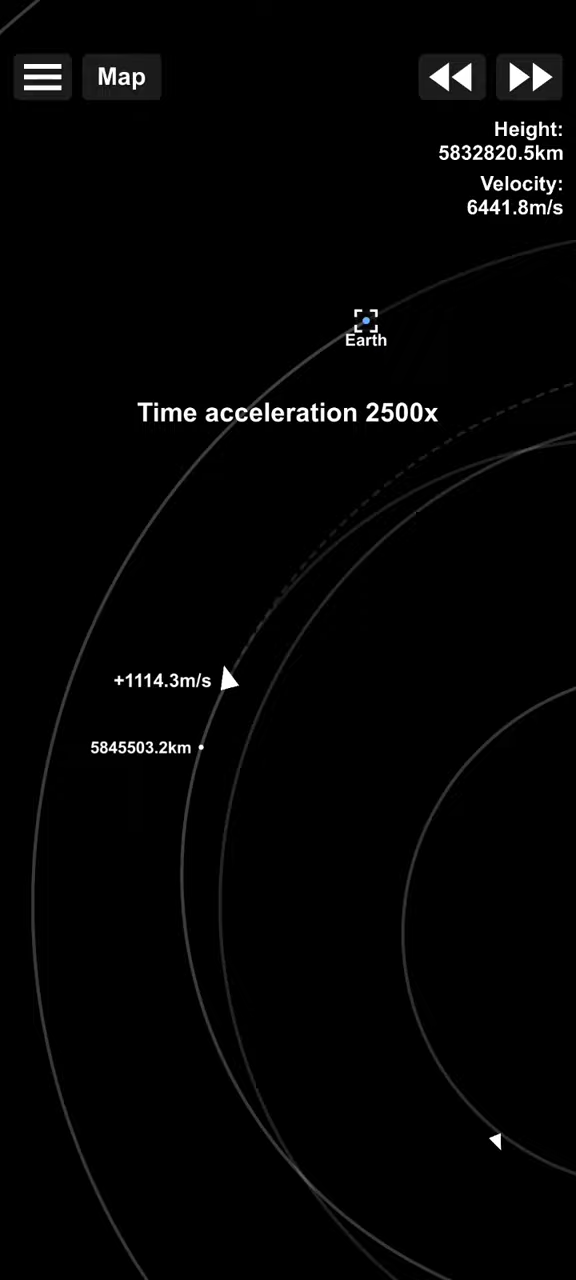 Map
Height:
5832820.5km
Velocity:
6441.8m/s
Earth
Time acceleration 2500x
+1114.3m/s
5845503.2km